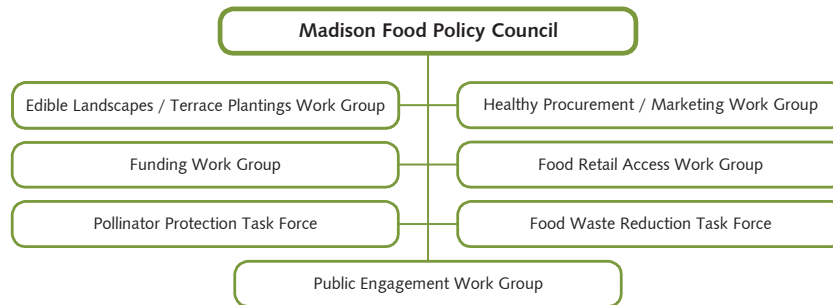 Madison Food Policy Council
Edible Landscapes / Terrace Plantings Work Group
Healthy Procurement / Marketing Work Group
Funding Work Group
Food Retail Access Work Group
Pollinator Protection Task Force
Food Waste Reduction Task Force
Public Engagement Work Group